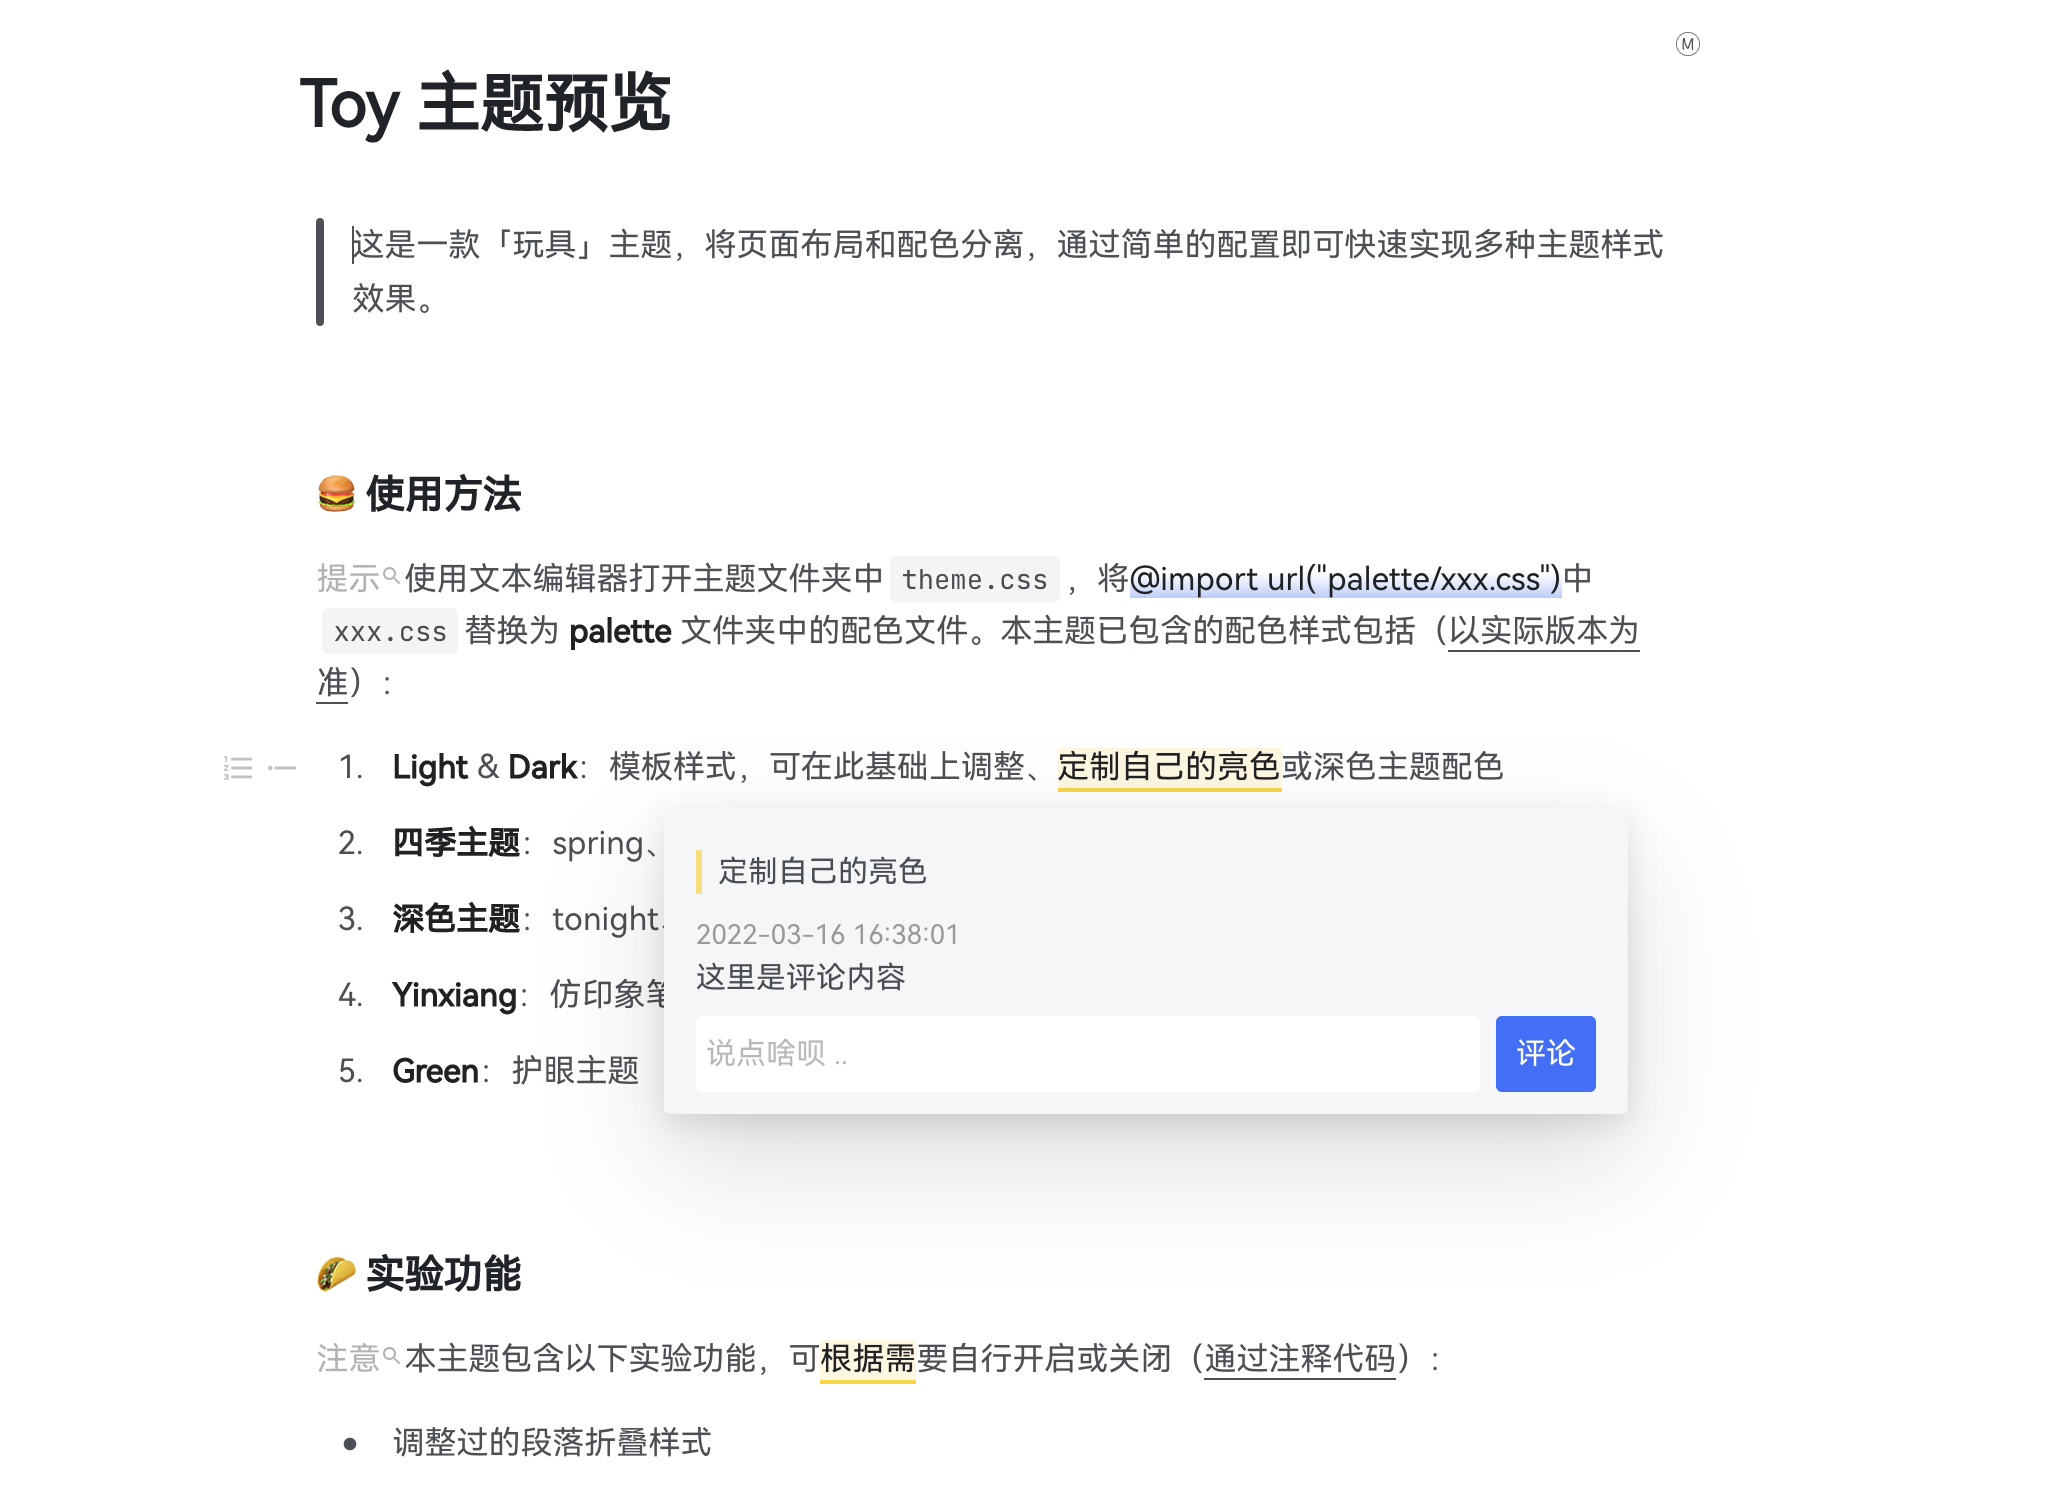 Ⓜ
Toy 主题预览
这是一款「玩具」主题，将页面布局和配色分离，通过简单的配置即可快速实现多种主题样式
效果。
🍔 使用方法
提示 使用文本编辑器打开主题文件夹中 theme.css ，将@import url("palette/xxx.css")中
xxx.css 替换为 palette 文件夹中的配色文件。本主题已包含的配色样式包括（以实际版本为
准）：
1. Light & Dark：模板样式，可在此基础上调整、定制自己的亮色或深色主题配色
2. 四季主题：spring、
3. 深色主题：tonight
4. Yinxiang：仿印象
5. Green：护眼主题
定制自己的亮色
2022-03-16 16:38:01
这里是评论内容
说点啥呗 ..
评论
🌮 实验功能
注意 本主题包含以下实验功能，可根据需要自行开启或关闭（通过注释代码）：
• 调整过的段落折叠样式